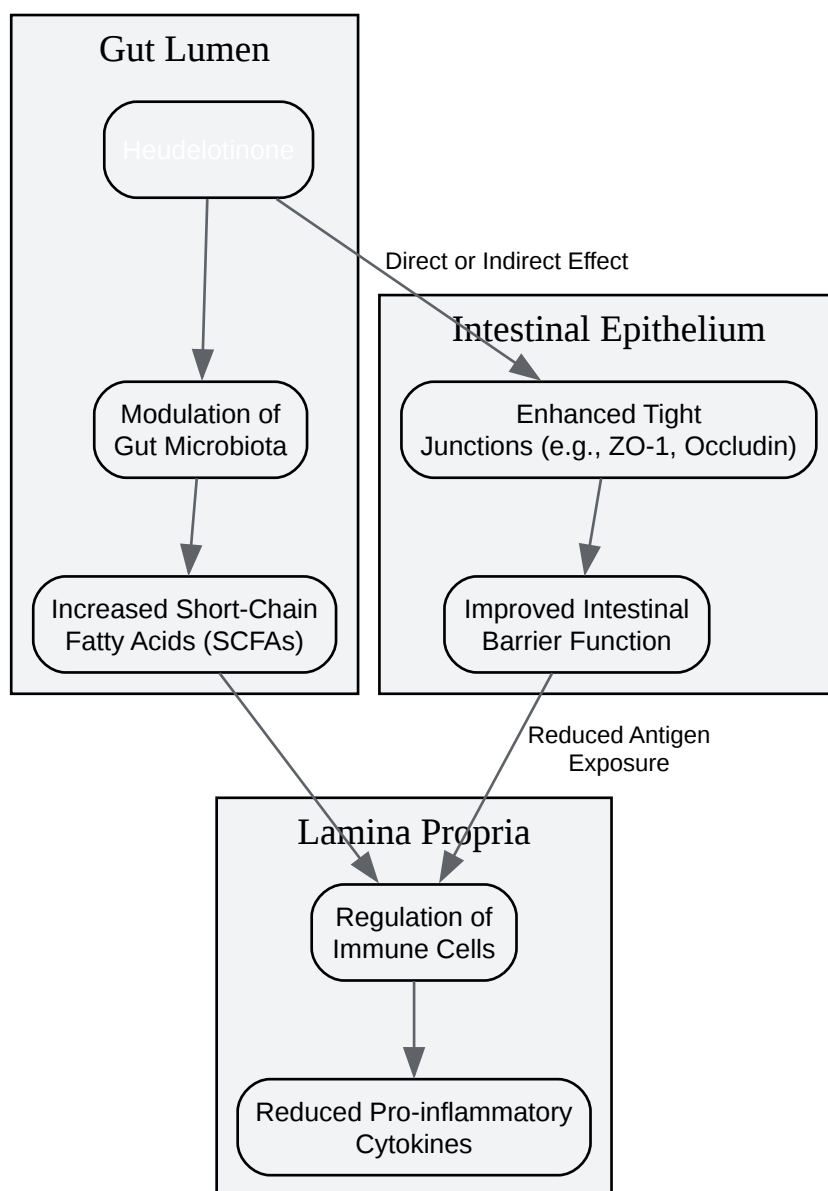 Gut Lumen
Heudelotinone
Direct or Indirect Effect
Intestinal Epithelium
Modulation of
Gut Microbiota
Enhanced Tight
Junctions (e.g., ZO-1, Occludin)
Increased Short-Chain
Fatty Acids (SCFAs)
Improved Intestinal
Barrier Function
Reduced Antigen
Exposure
Lamina Propria
Regulation of
Immune Cells
Reduced Pro-inflammatory
Cytokines